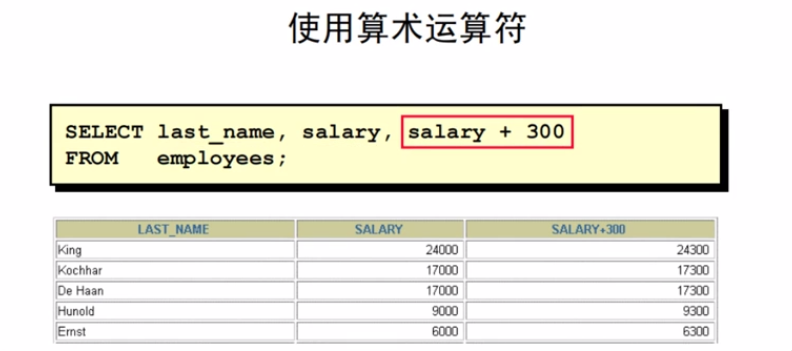 使用算术运算符
SELECT last_name, salary, salary + 300
FROM employees;
LAST_NAME SALARY SALARY+300
King 24000 24300
Kochhar 17000 17300
De Haan 17000 17300
Hunold 9000 9300
Ernst 6000 6300